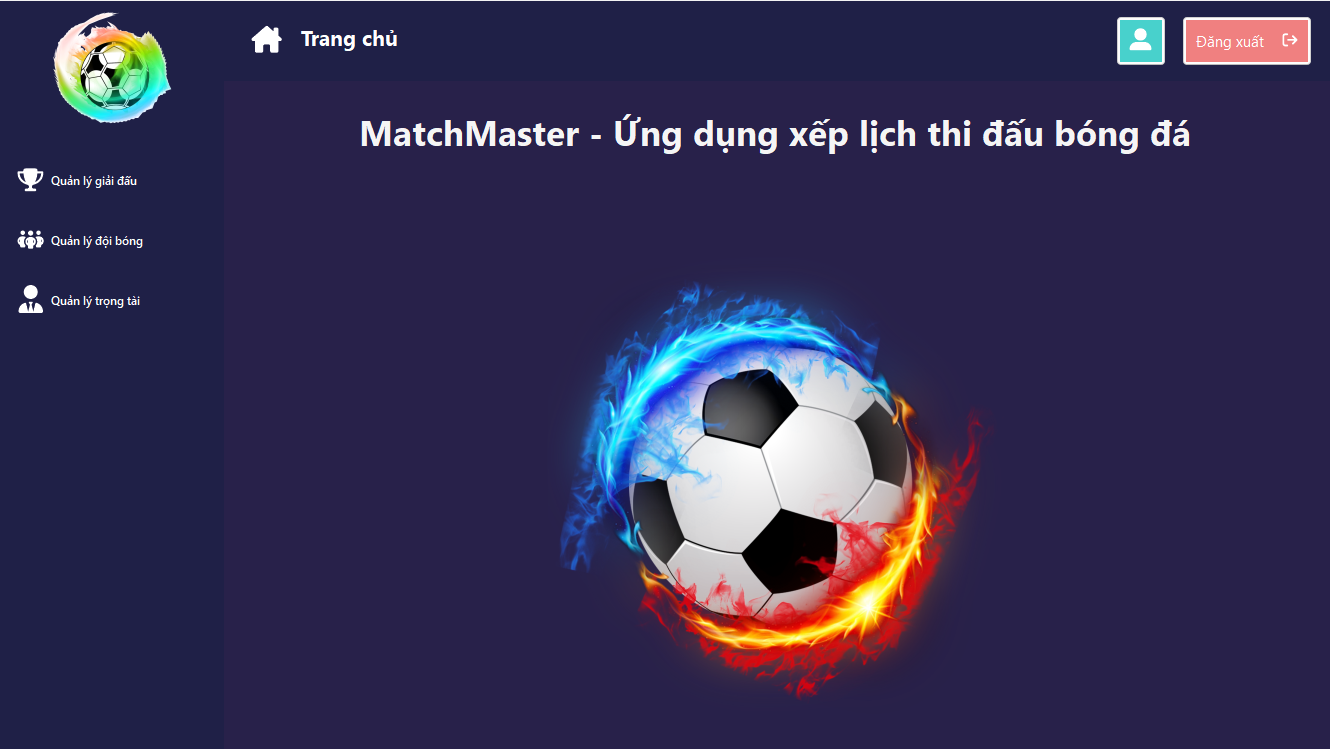 Trang chủ
Đăng xuất
MatchMaster - Ứng dụng xếp lịch thi đấu bóng đá
Quản lý giải đấu
Quản lý đội bóng
Quản lý trọng tài